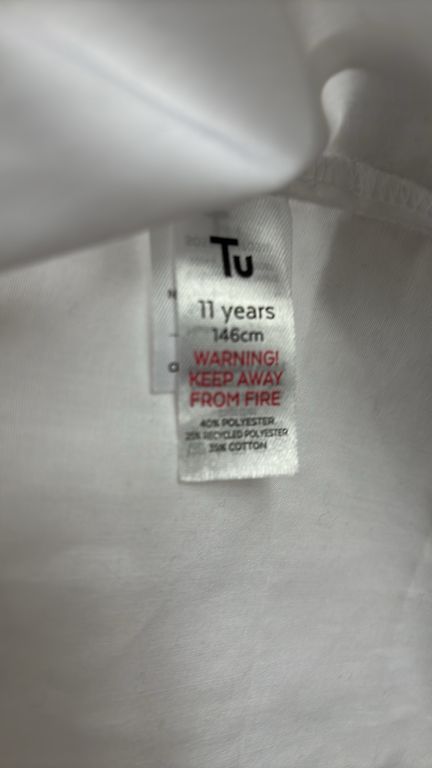 Tu
11 years
146cm
WARNING!
KEEP AWAY
FROM FIRE
40% POLYESTER
25% RECYCLED POLYESTER
35% COTTON